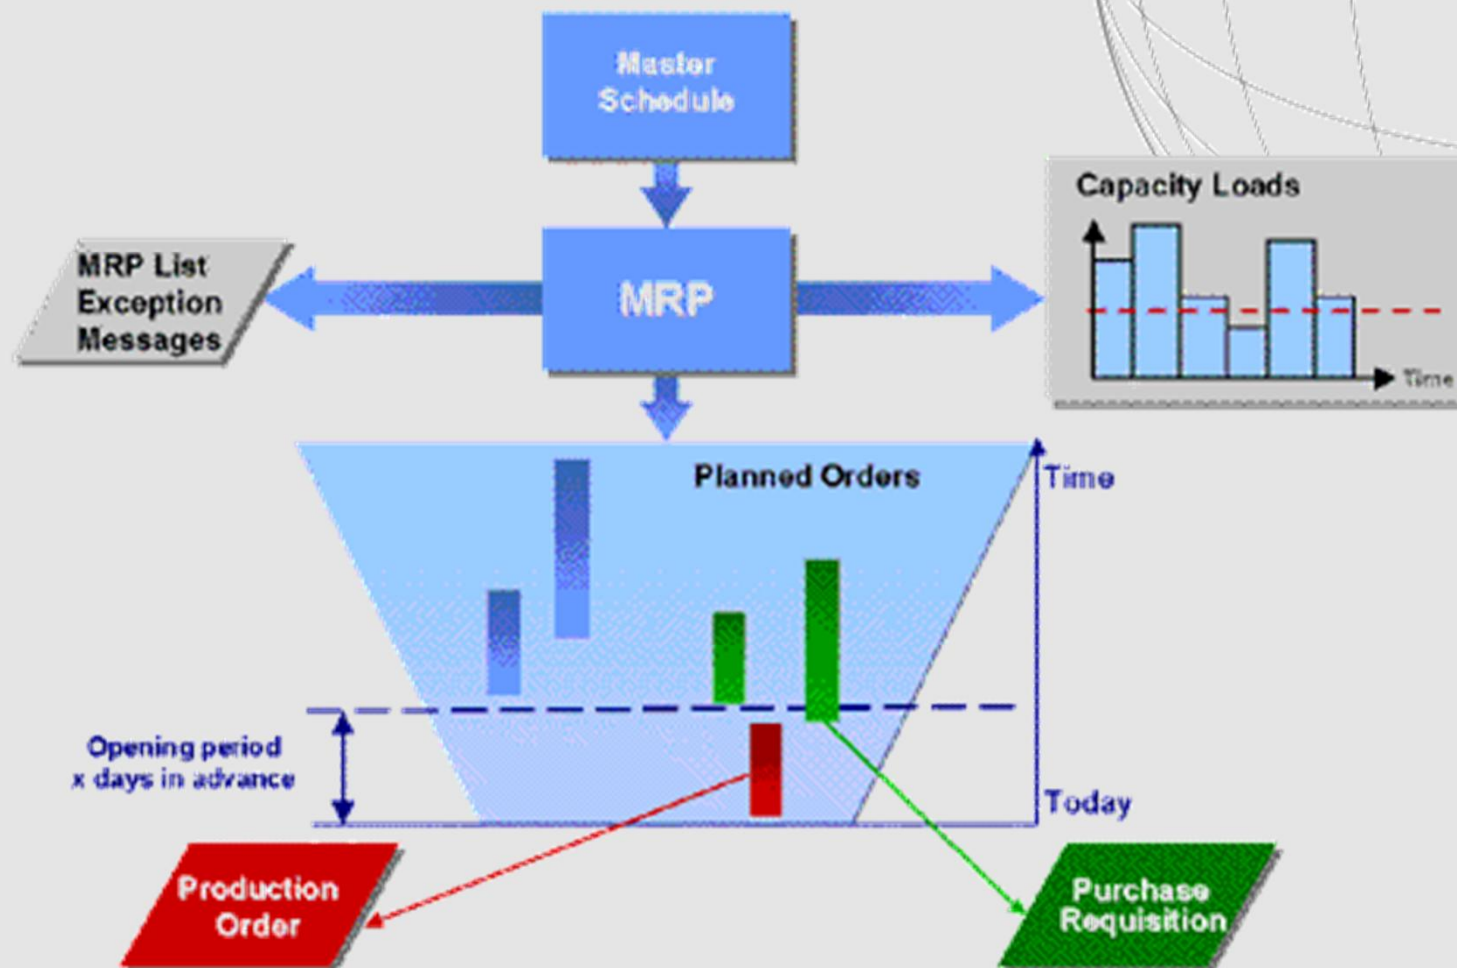 Master
Schedule
Capacity Loads
MRP List
Exception
Messages
MRP
Time
Planned Orders
Time
Opening period
x days in advance
Today
Production
Order
Purchase
Requisition